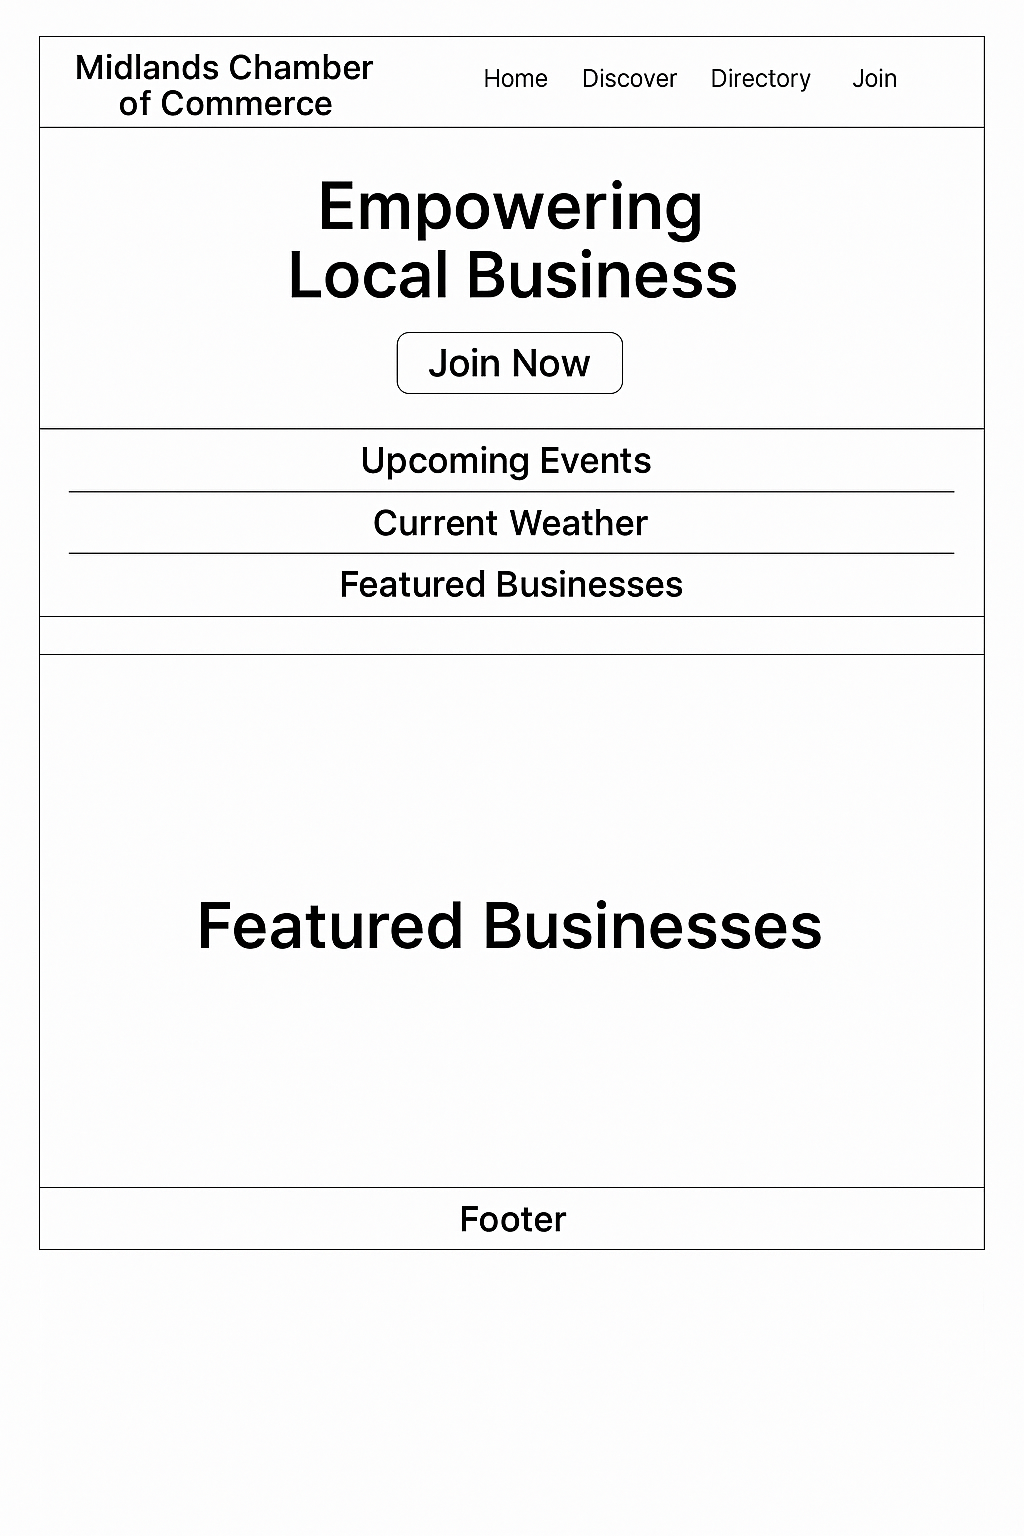 Midlands Chamber
of Commerce
Home Discover Directory Join
Empowering
Local Business
Join Now
Upcoming Events
Current Weather
Featured Businesses
Featured Businesses
Footer